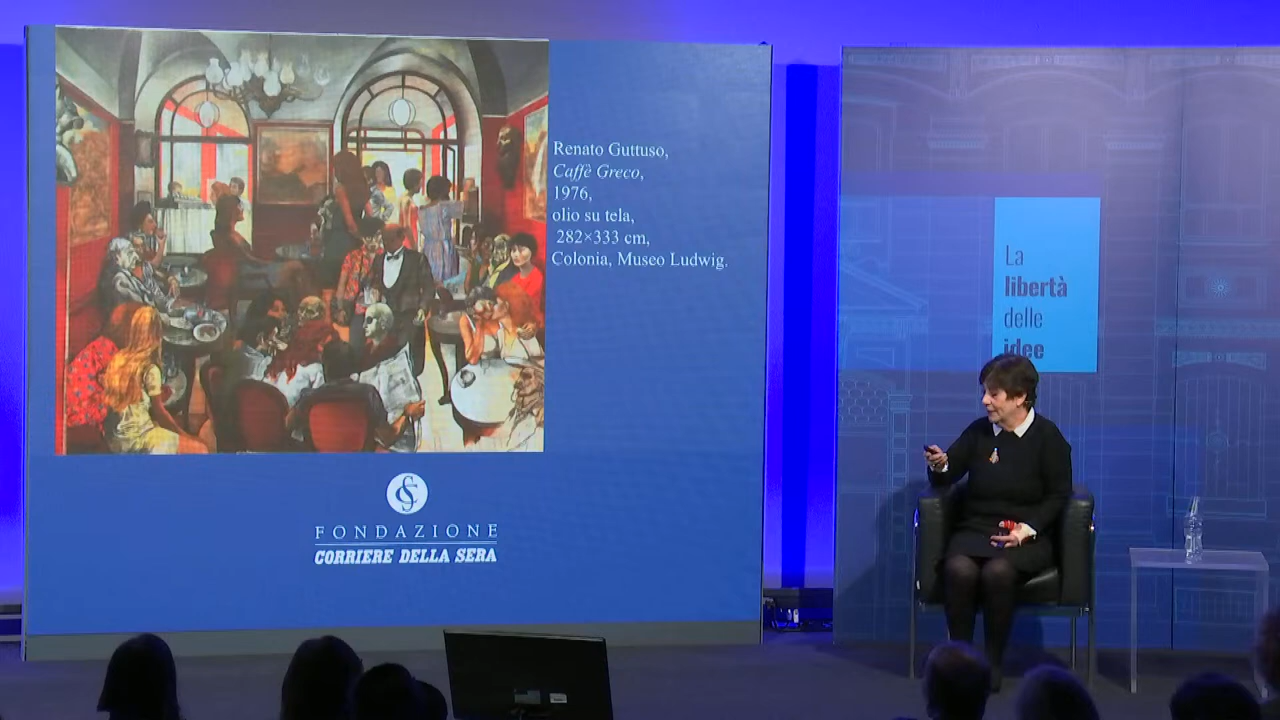 Renato Guttuso,
Caffè Greco,
1976,
olio su tela,
282×333 cm,
Colonia, Museo Ludwig.
FONDAZIONE
CORRIERE DELLA SERA
La
libertà
delle
idee